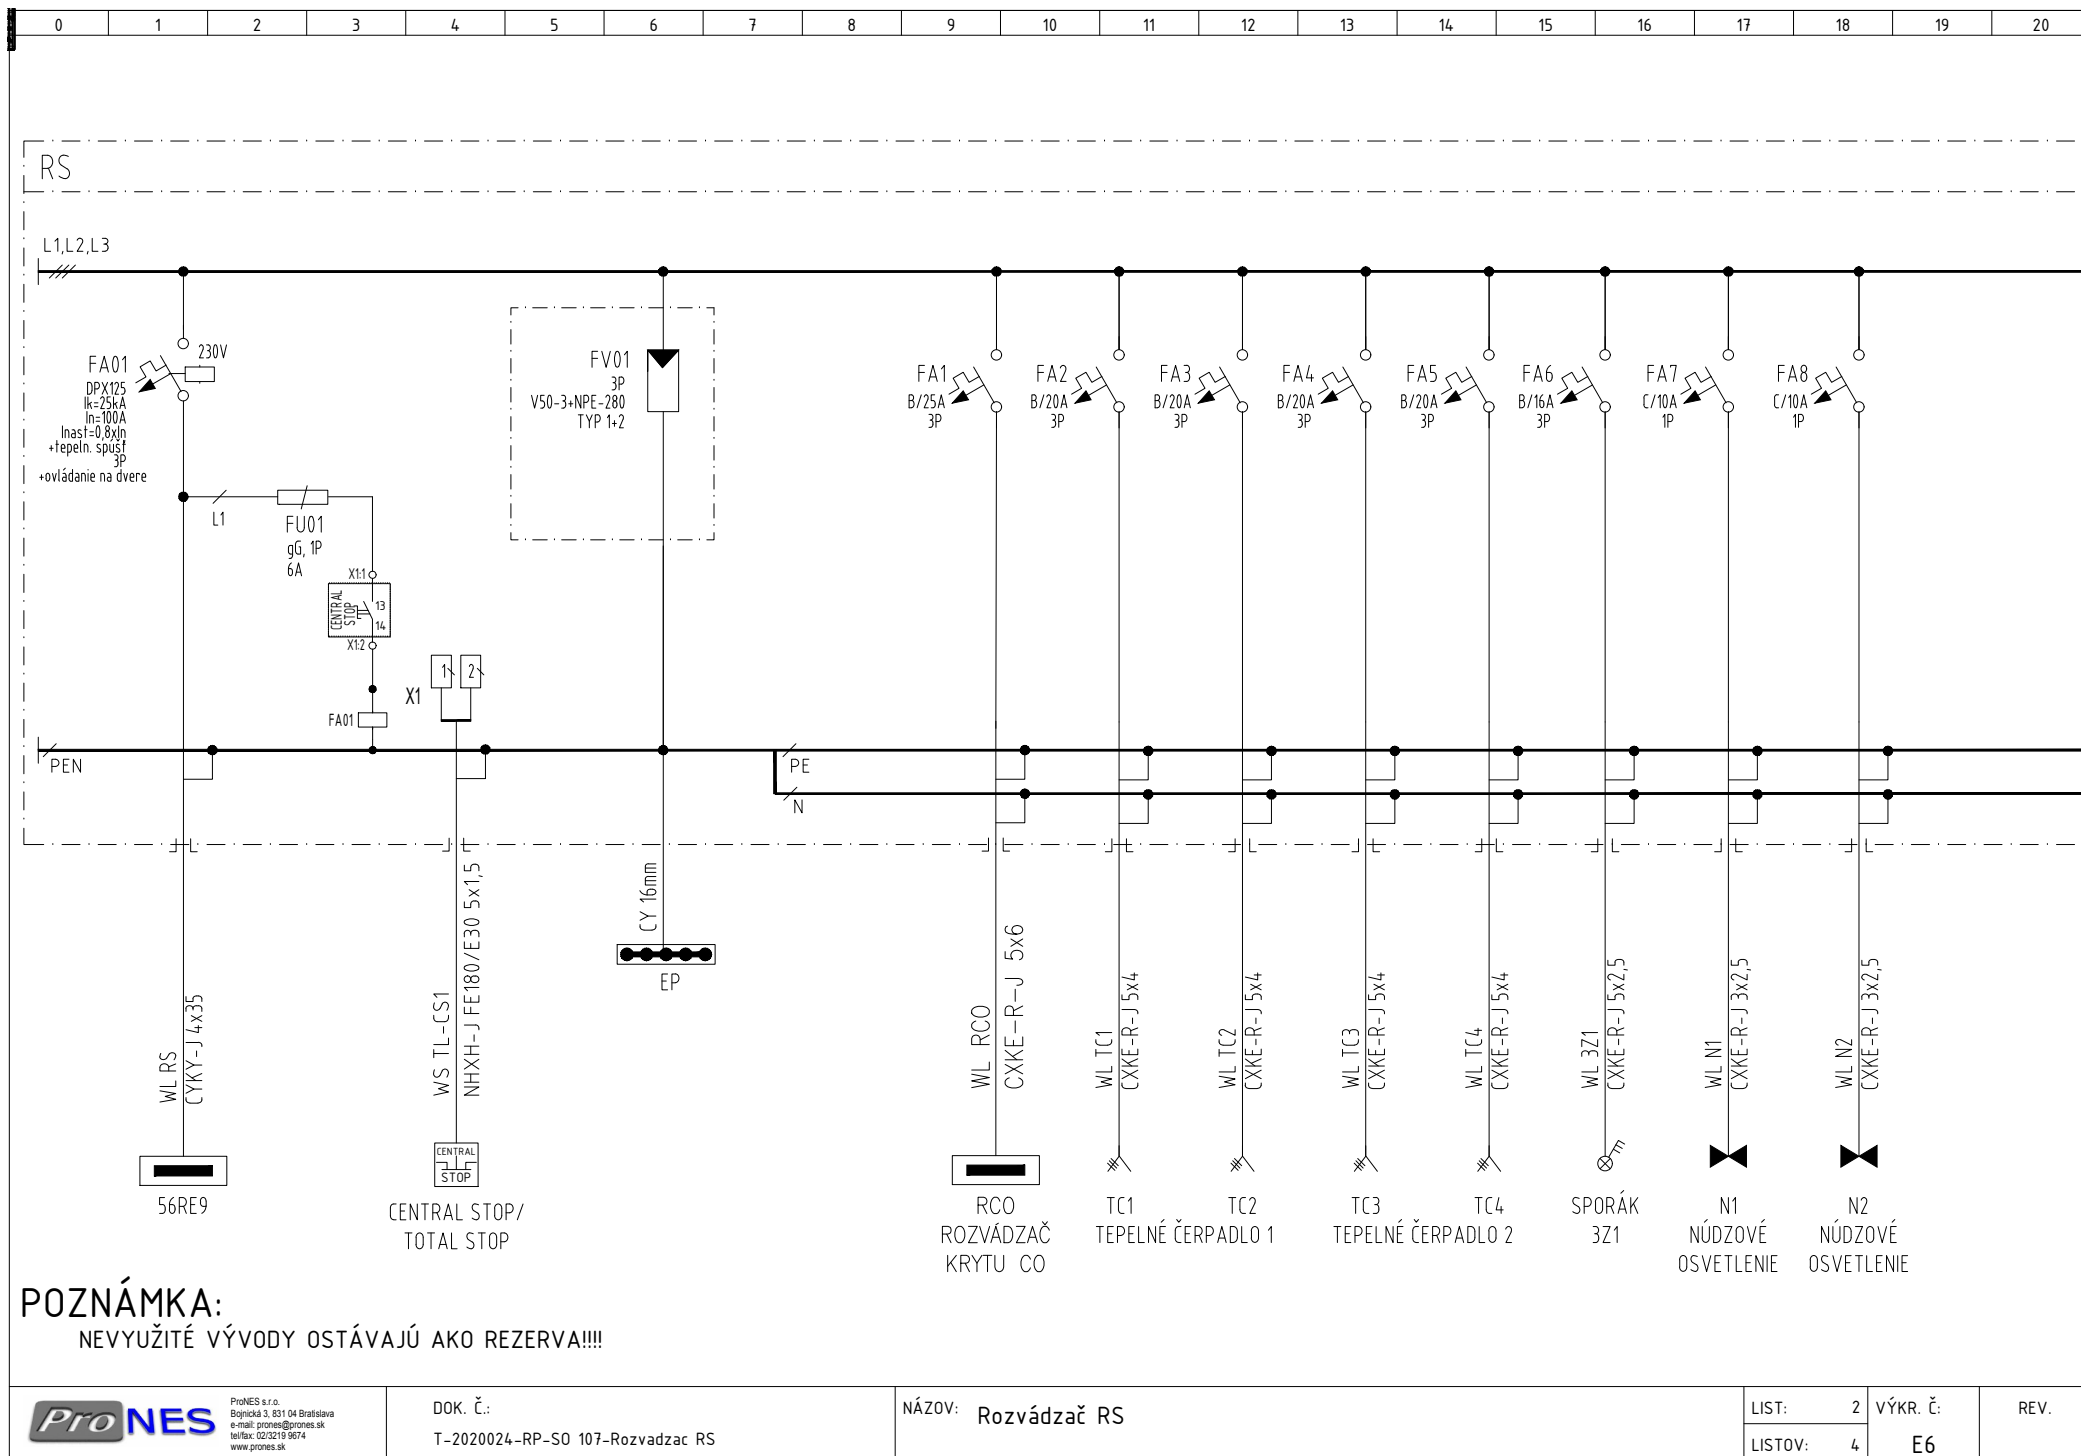 0 1 2 3 4 5 6 7 8 9 10 11 12 13 14 15 16 17 18 19 20
RS
L1,L2,L3
230V
FA01
DPX125
Ik=25kA
In=100A
Inast=0,8xIn
+tepeln. spúšť
3P
+ovládanie na dvere
L1
FU01
gG, 1P
6A
X1:1
CENTRAL
STOP
13
14
X1:2
FA01
X1
1 2
FV01
3P
V50-3+NPE-280
TYP 1+2
FA1
B/25A
3P
FA2
B/20A
3P
FA3
B/20A
3P
FA4
B/20A
3P
FA5
B/20A
3P
FA6
B/16A
3P
FA7
C/10A
1P
FA8
C/10A
1P
PEN
PE
N
WL RS
CYKY-J 4x35
WS TL-CS1
NHXH-J FE180/E30 5x1,5
CY 16mm
EP
WL RCO
CXKE-R-J 5x6
WL TC1
CXKE-R-J 5x4
WL TC2
CXKE-R-J 5x4
WL TC3
CXKE-R-J 5x4
WL TC4
CXKE-R-J 5x4
WL 3Z1
CXKE-R-J 5x2,5
WL N1
CXKE-R-J 3x2,5
WL N2
CXKE-R-J 3x2,5
56RE9
CENTRAL
STOP
CENTRAL STOP/
TOTAL STOP
RCO
ROZVÁDZAČ
KRYTU CO
TC1 TC2
TEPELNÉ ČERPADLO 1
TC3 TC4
TEPELNÉ ČERPADLO 2
SPORÁK
3Z1
N1
NÚDZOVÉ
OSVETLENIE
N2
NÚDZOVÉ
OSVETLENIE
POZNÁMKA:
NEVYUŽITÉ VÝVODY OSTÁVAJÚ AKO REZERVA!!!!
Pro NES
ProNES s.r.o.
Bojnická 3, 831 04 Bratislava
e-mail: prones@prones.sk
tel/fax: 02/3219 9674
www.prones.sk
DOK. Č.:
T-2020024-RP-SO 107-Rozvadzac RS
NÁZOV: Rozvádzač RS
LIST: 2
LISTOV: 4
VÝKR. Č:
E6
REV.